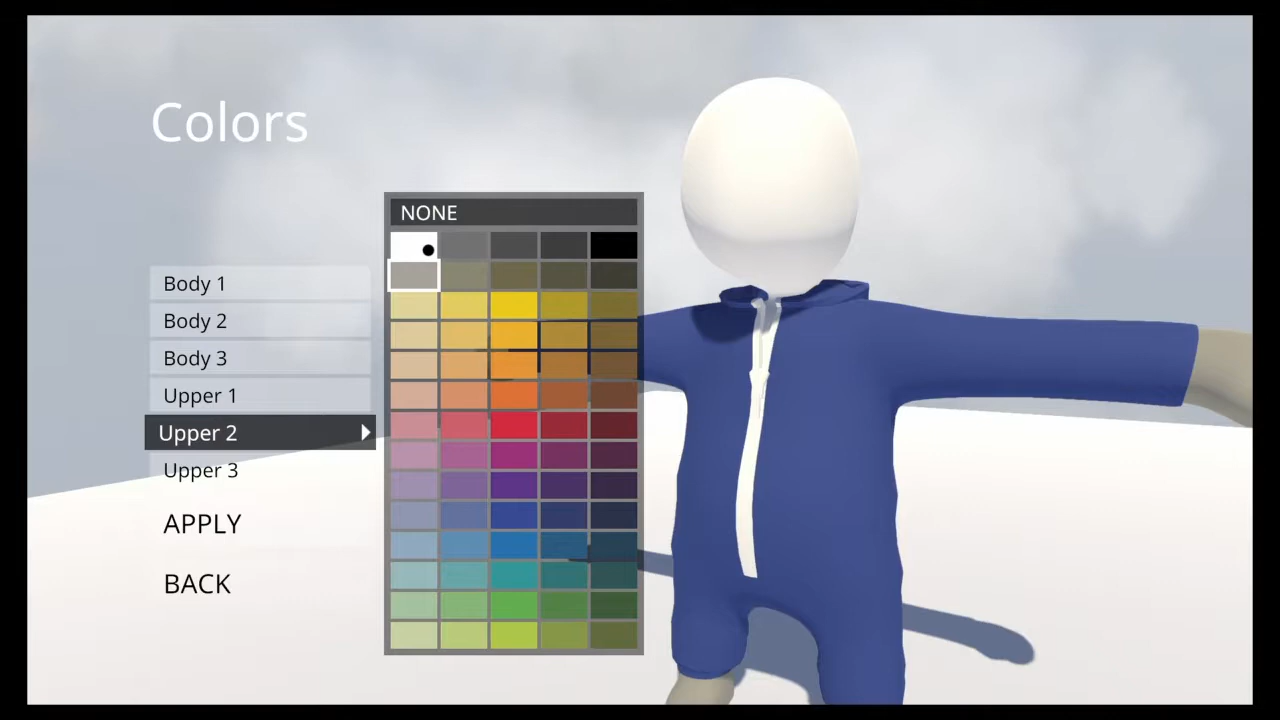 Colors
NONE
Body 1
Body 2
Body 3
Upper 1
Upper 2
Upper 3
APPLY
BACK